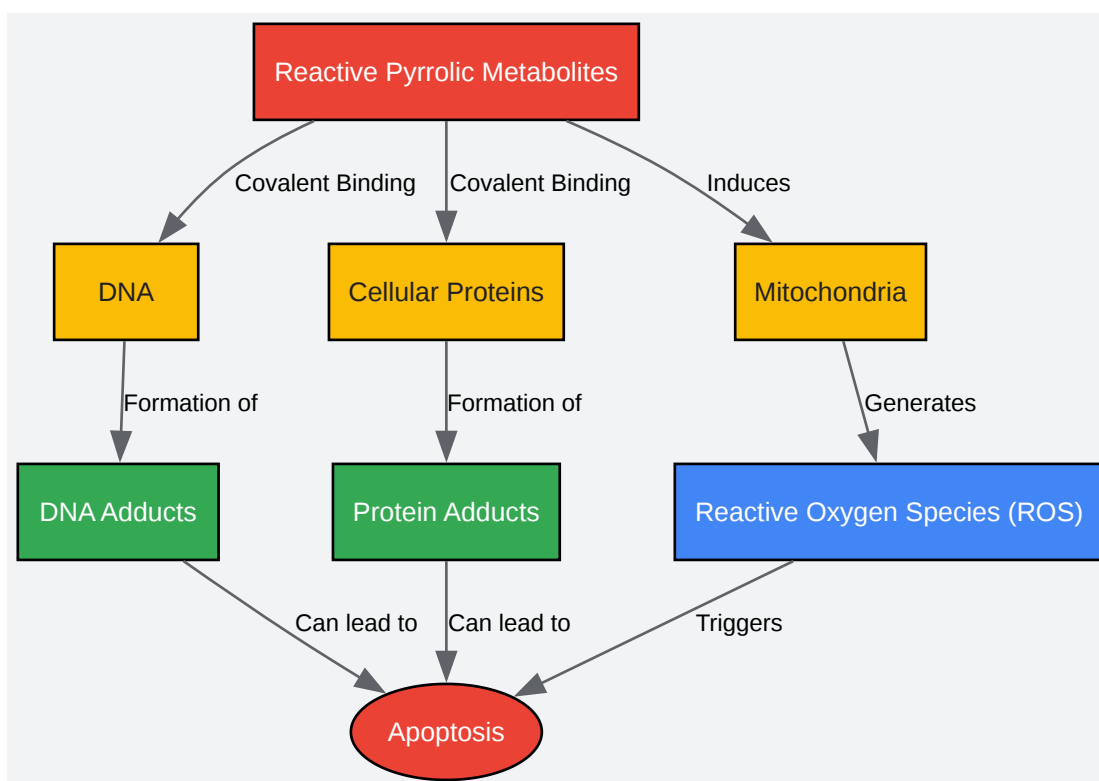 Reactive Pyrrolic Metabolites
Covalent Binding
Covalent Binding
Induces
DNA
Cellular Proteins
Mitochondria
Formation of
Formation of
Generates
DNA Adducts
Protein Adducts
Reactive Oxygen Species (ROS)
Can lead to
Can lead to
Triggers
Apoptosis